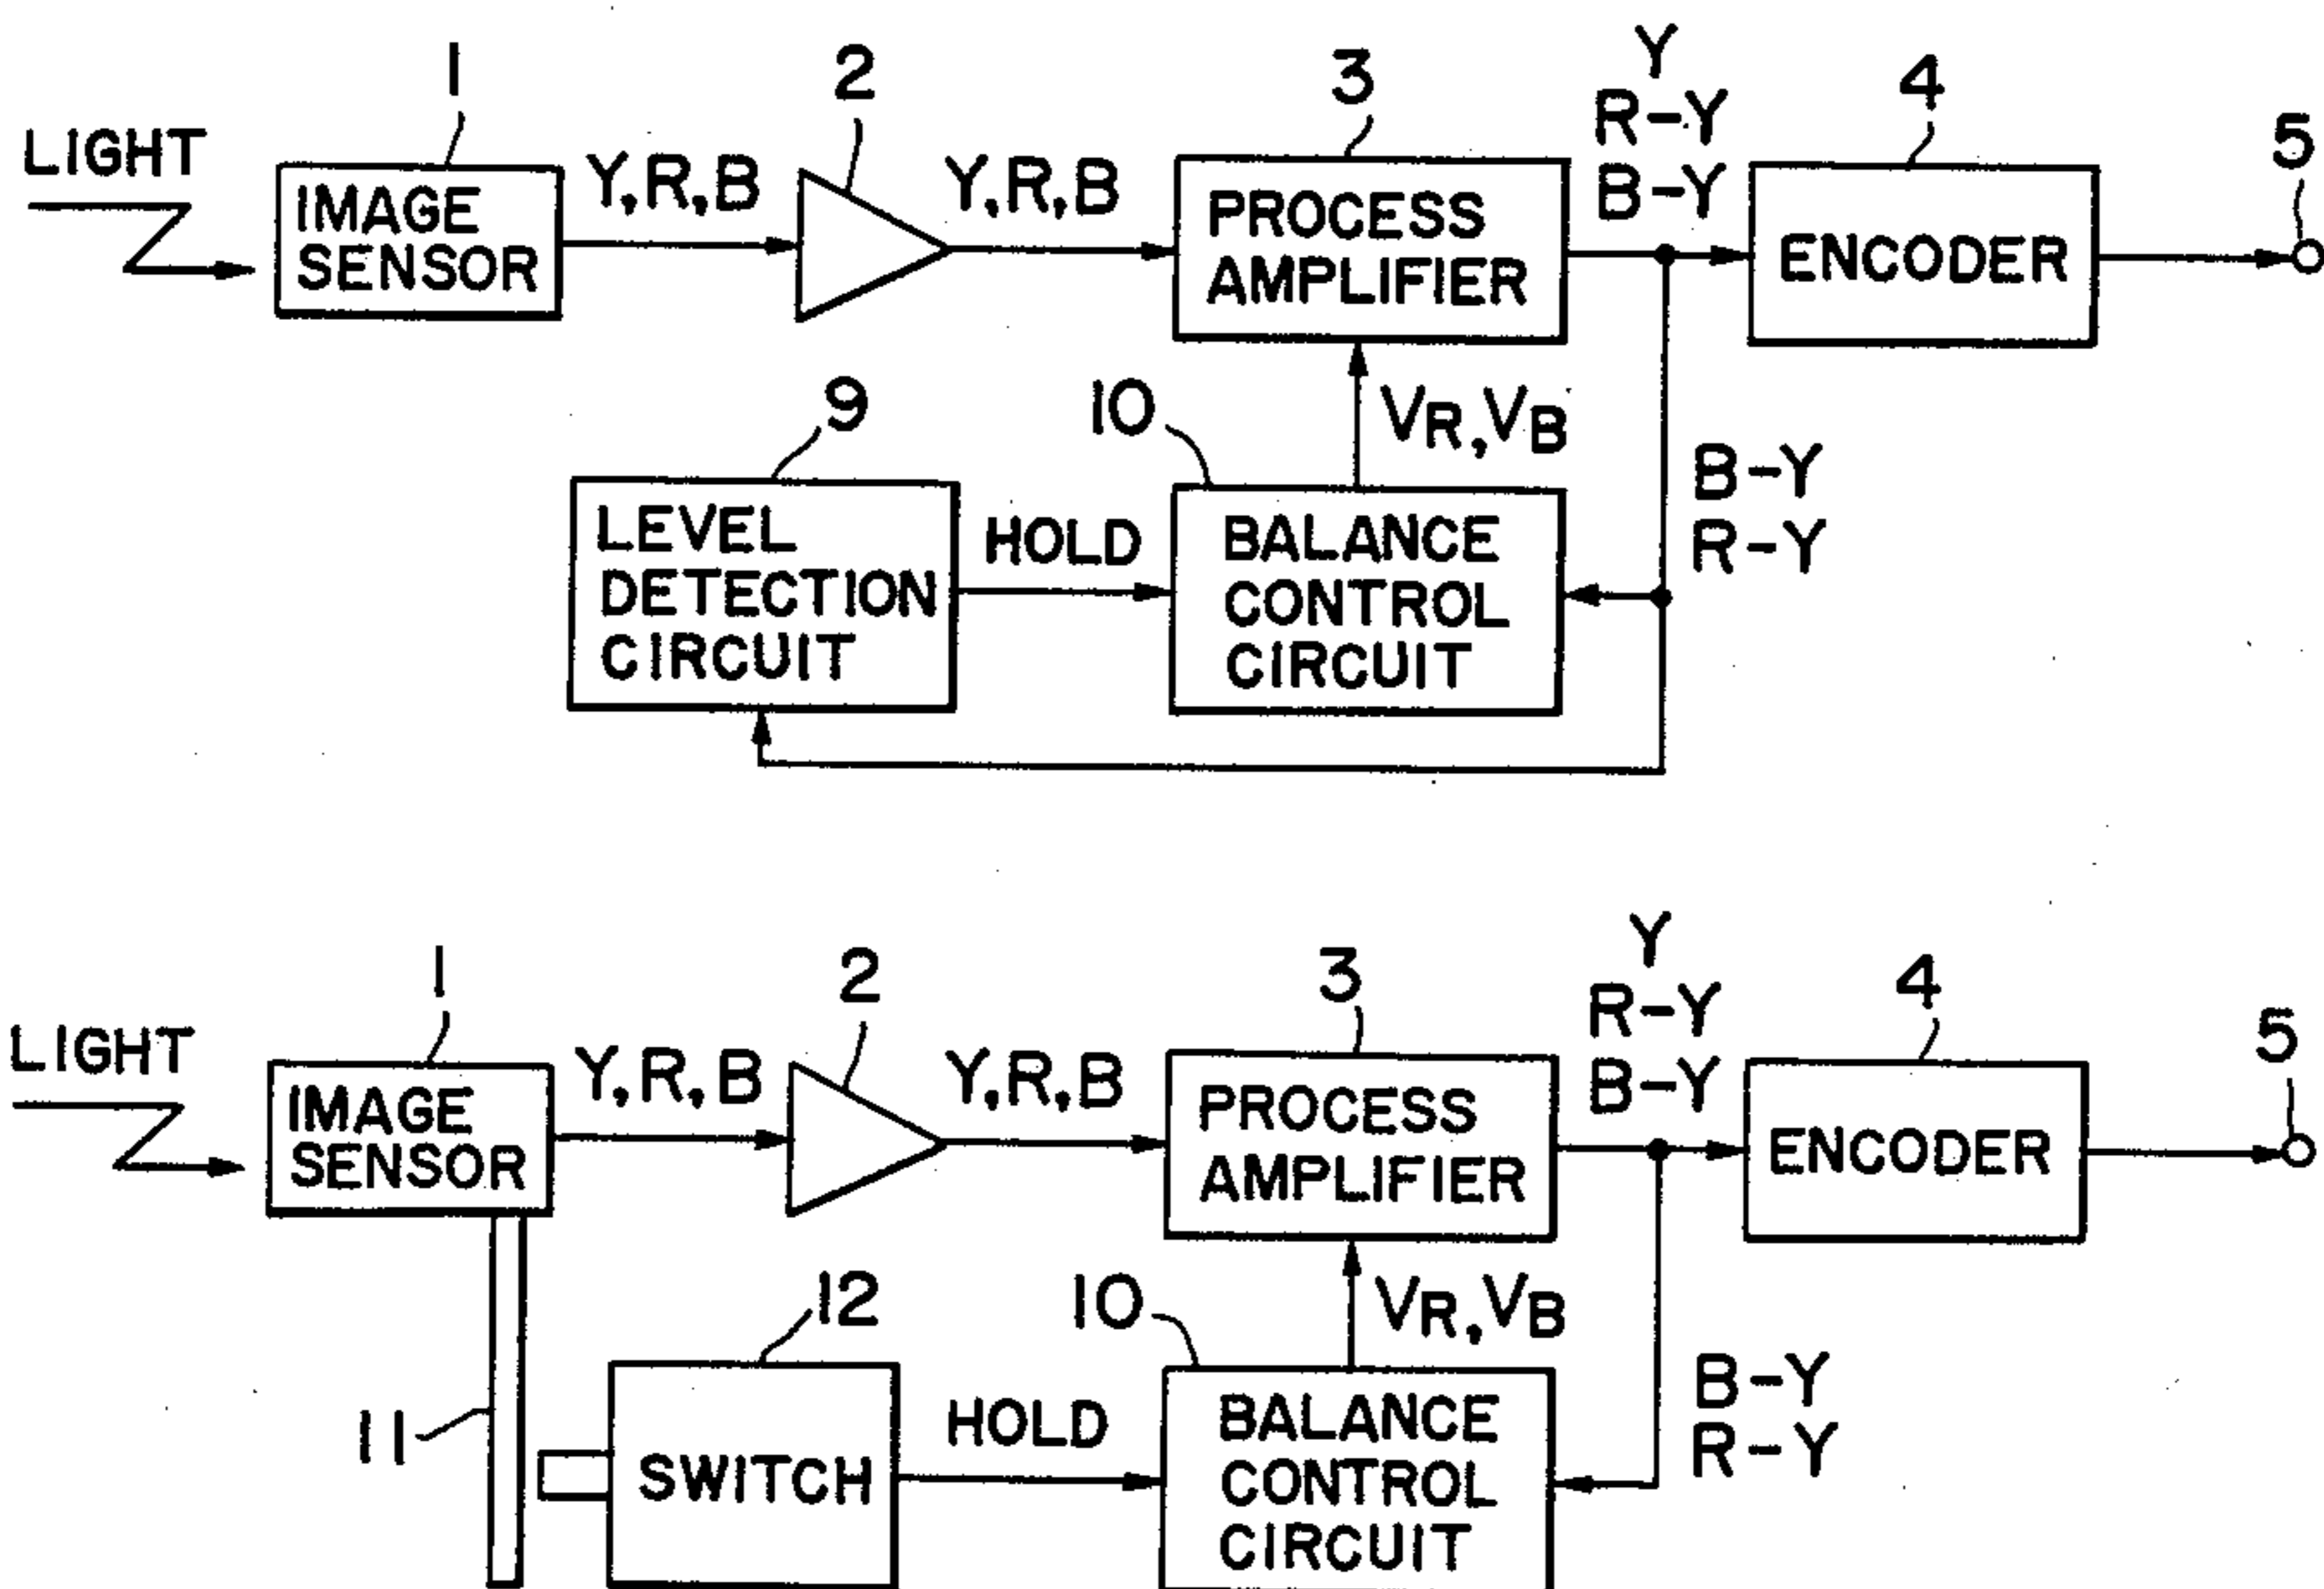 1
2
3
Y
R-Y
B-Y
4
5
LIGHT
IMAGE
SENSOR
Y,R,B
Y,R,B
PROCESS
AMPLIFIER
ENCODER
9
10
VR,VB
B-Y
R-Y
LEVEL
DETECTION
CIRCUIT
HOLD
BALANCE
CONTROL
CIRCUIT
1
2
3
Y
R-Y
B-Y
4
5
LIGHT
IMAGE
SENSOR
Y,R,B
Y,R,B
PROCESS
AMPLIFIER
ENCODER
12
10
VR,VB
B-Y
R-Y
11
SWITCH
HOLD
BALANCE
CONTROL
CIRCUIT